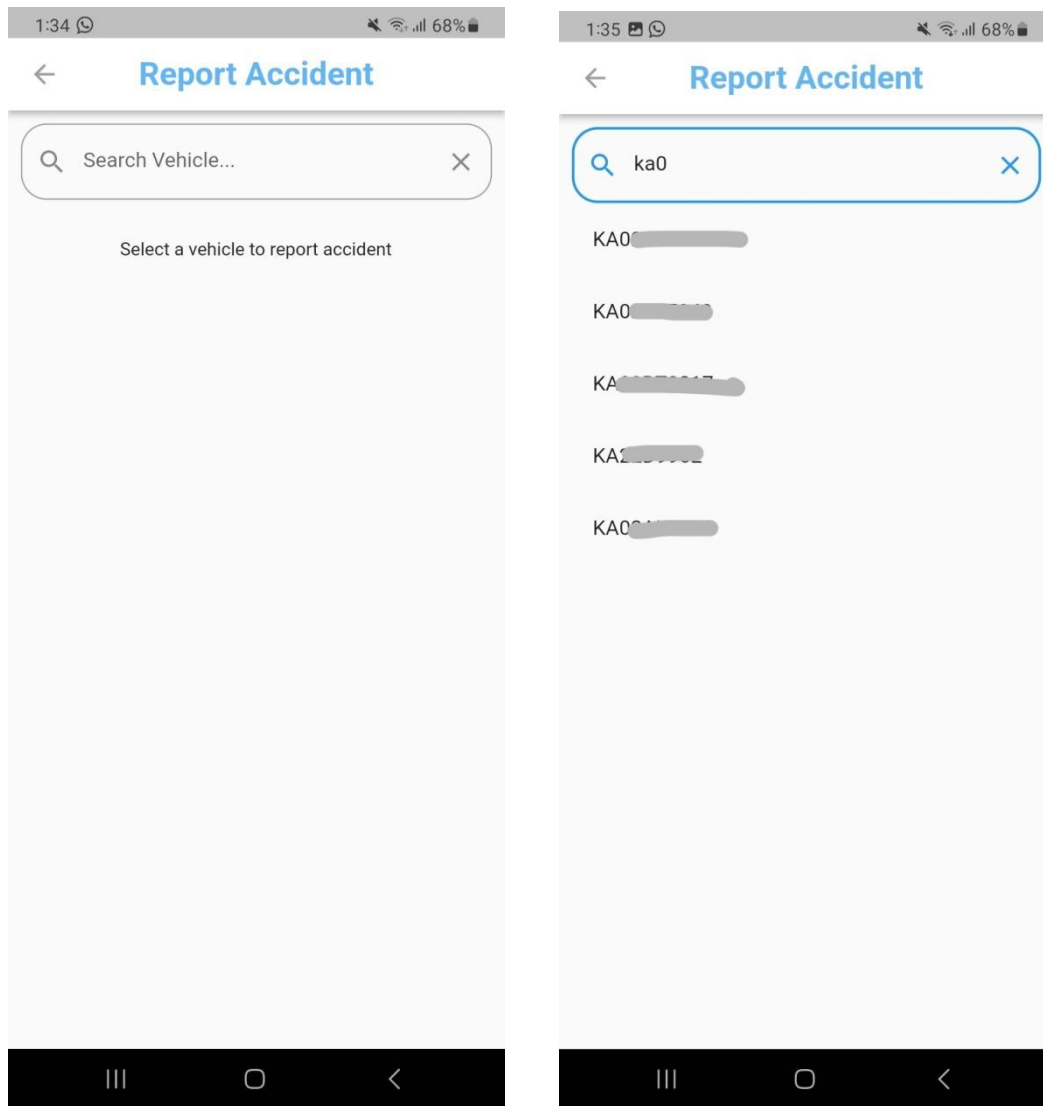 1:34
68%
Report Accident
Search Vehicle...
Select a vehicle to report accident
1:35
68%
Report Accident
ka0